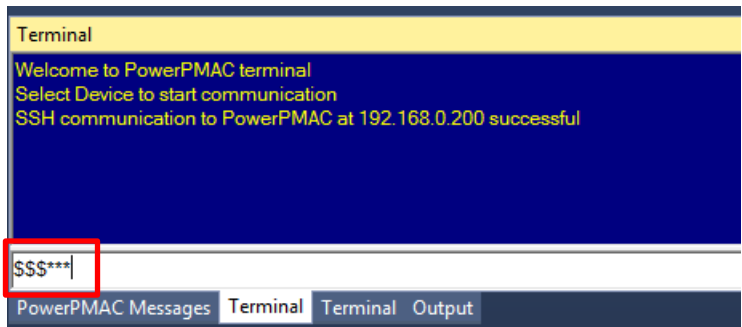 Terminal
Welcome to PowerPMAC terminal
Select Device to start communication
SSH communication to PowerPMAC at 192.168.0.200 successful
$$$***
PowerPMAC Messages Terminal Terminal Output